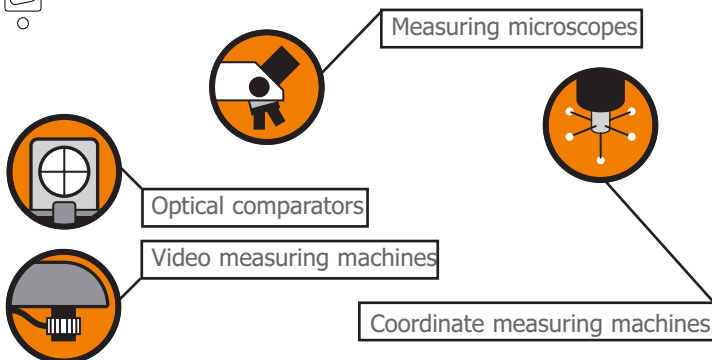 Measuring microscopes
Optical comparators
Video measuring machines
Coordinate measuring machines